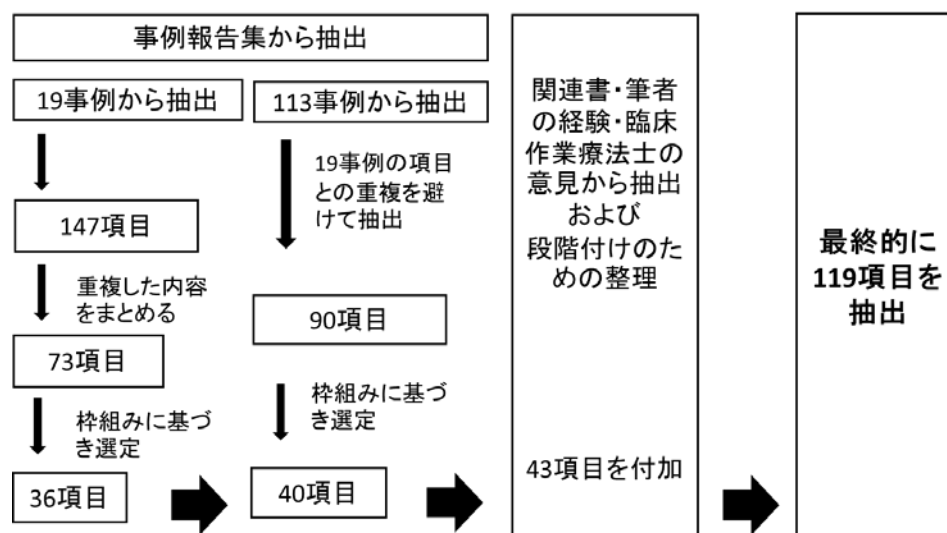 事例報告集から抽出
19事例から抽出
147項目
重複した内容
をまとめる
73項目
枠組みに基づ
き選定
36項目
113事例から抽出
19事例の項目
との重複を避
けて抽出
90項目
枠組みに基づ
き選定
40項目
関連書・筆者
の経験・臨床
作業療法士の
意見から抽出
および
段階付けのた
めの整理
43項目を付加
最終的に
119項目を
抽出